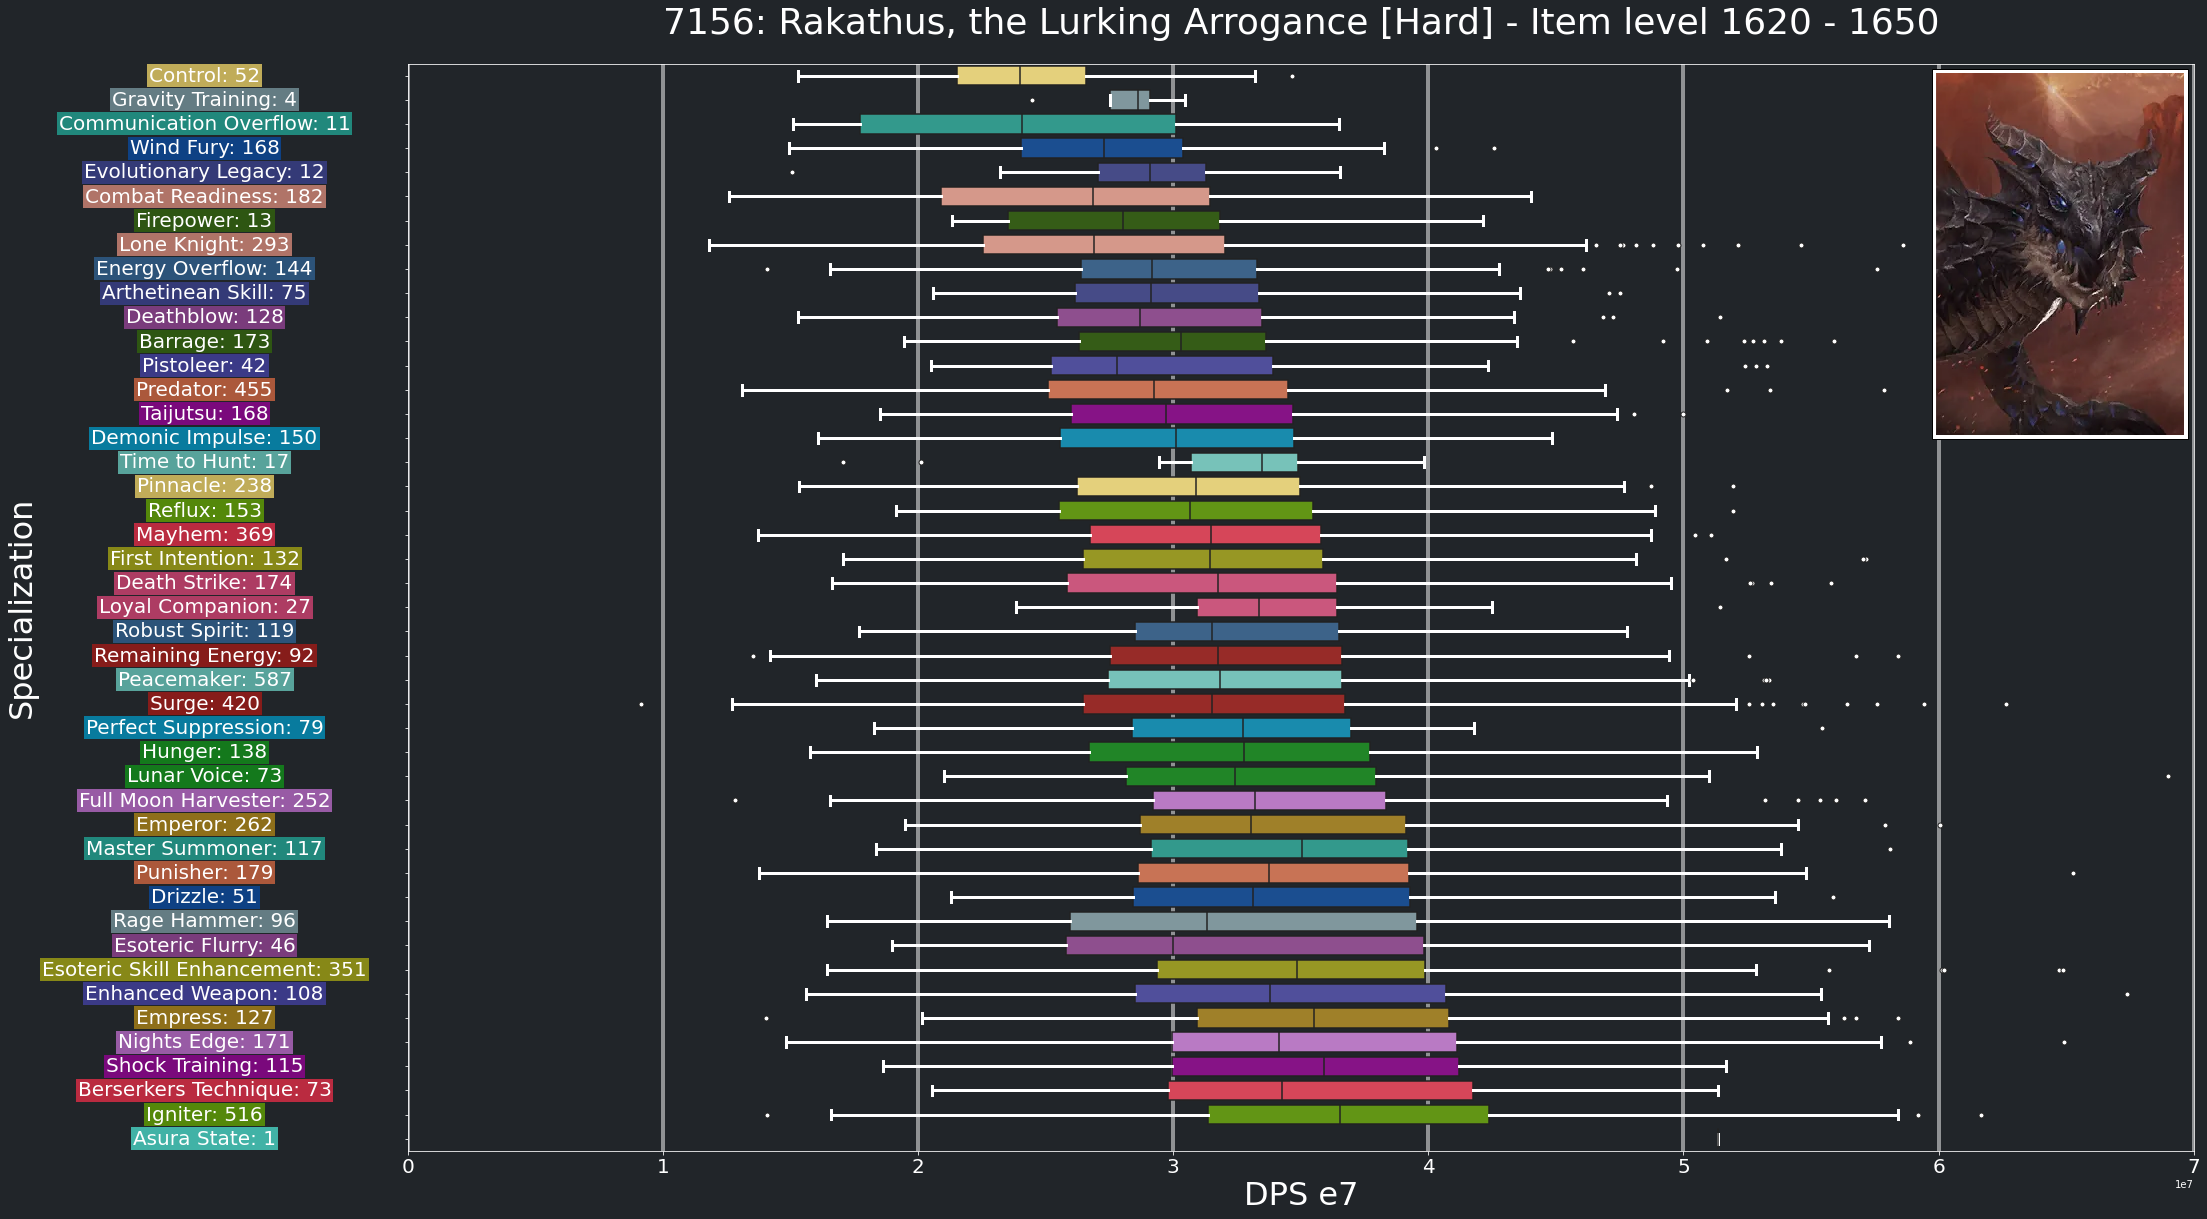 7156: Rakathus, the Lurking Arrogance [Hard] - Item level 1620 - 1650
Specialization
Control: 52
Gravity Training: 4
Communication Overflow: 11
Wind Fury: 168
Evolutionary Legacy: 12
Combat Readiness: 182
Firepower: 13
Lone Knight: 293
Energy Overflow: 144
Arthetinean Skill: 75
Deathblow: 128
Barrage: 173
Pistoleer: 42
Predator: 455
Taijutsu: 168
Demonic Impulse: 150
Time to Hunt: 17
Pinnacle: 238
Reflux: 153
Mayhem: 369
First Intention: 132
Death Strike: 174
Loyal Companion: 27
Robust Spirit: 119
Remaining Energy: 92
Peacemaker: 587
Surge: 420
Perfect Suppression: 79
Hunger: 138
Lunar Voice: 73
Full Moon Harvester: 252
Emperor: 262
Master Summoner: 117
Punisher: 179
Drizzle: 51
Rage Hammer: 96
Esoteric Flurry: 46
Esoteric Skill Enhancement: 351
Enhanced Weapon: 108
Empress: 127
Nights Edge: 171
Shock Training: 115
Berserkers Technique: 73
Igniter: 516
Asura State: 1
0 1 2 3 4 5 6 7
DPS e7
1e7